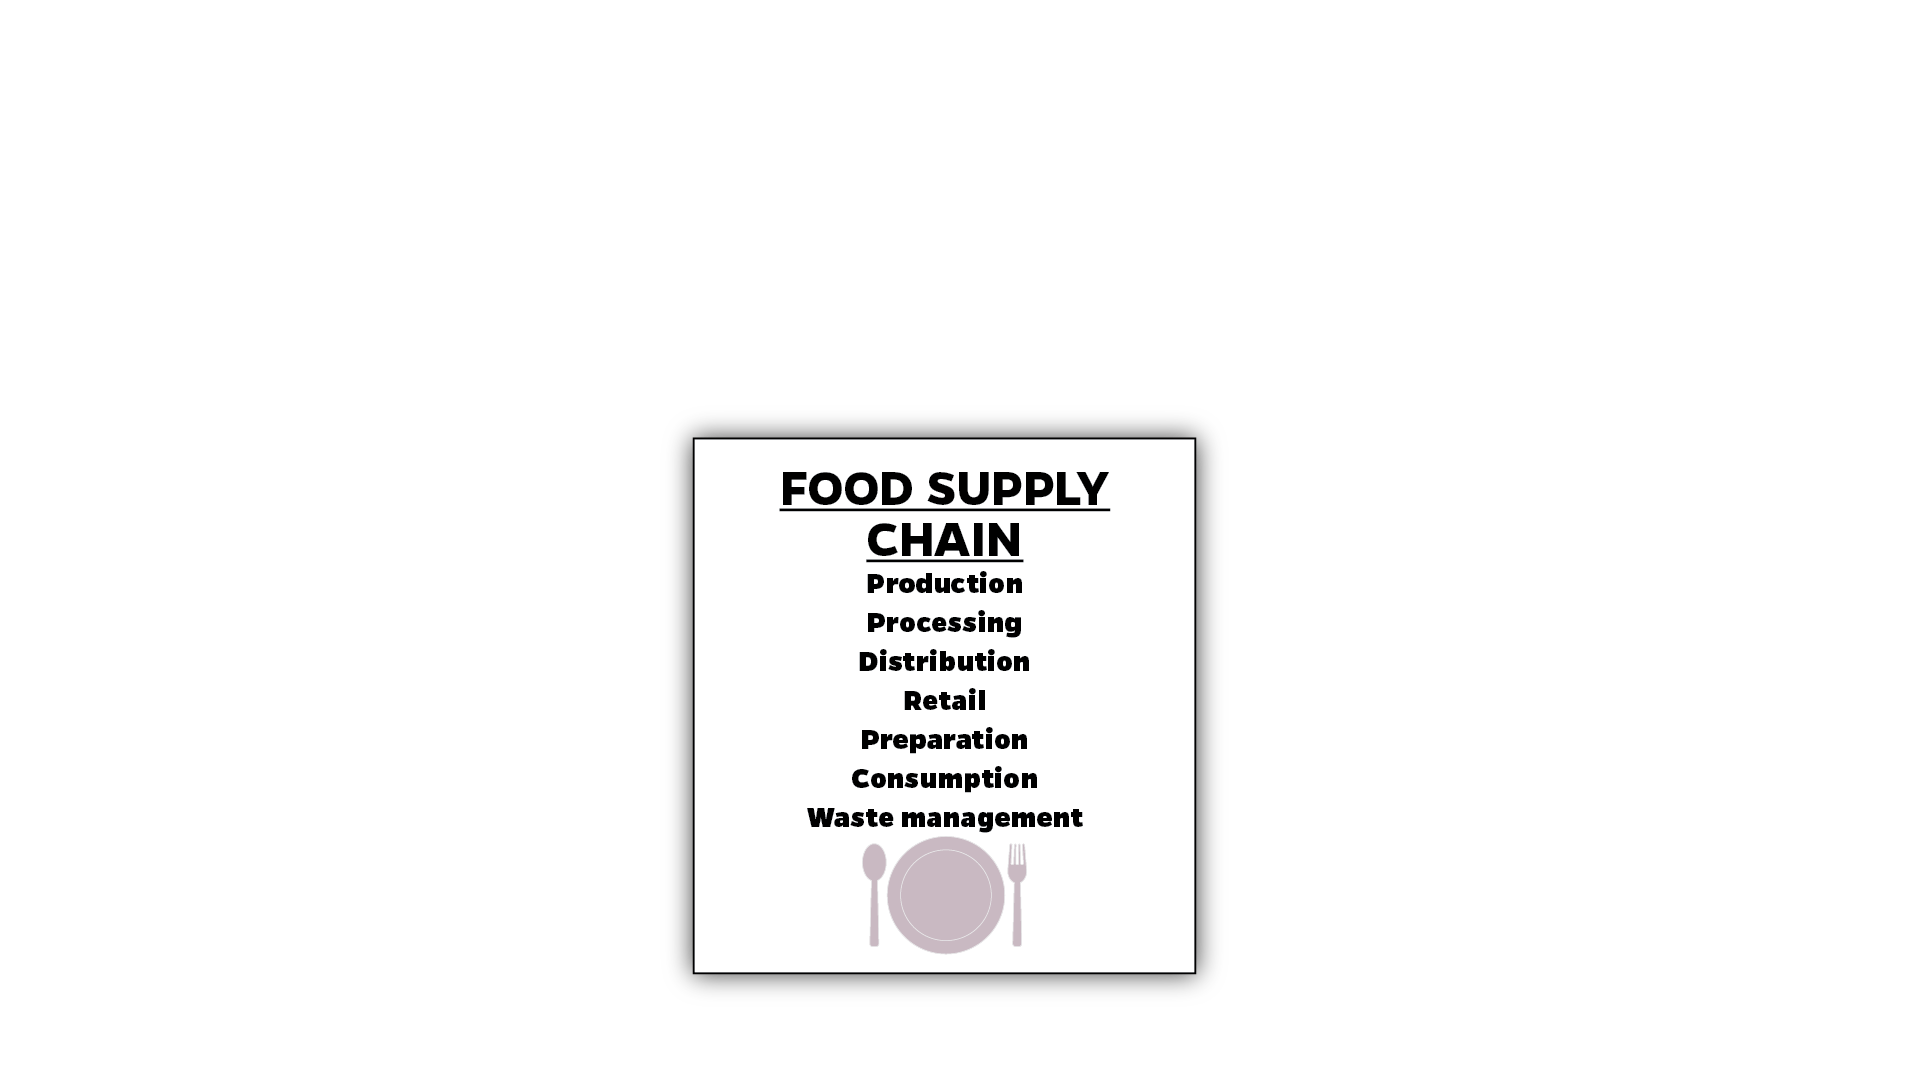 FOOD SUPPLY
CHAIN
Production
Processing
Distribution
Retail
Preparation
Consumption
Waste management